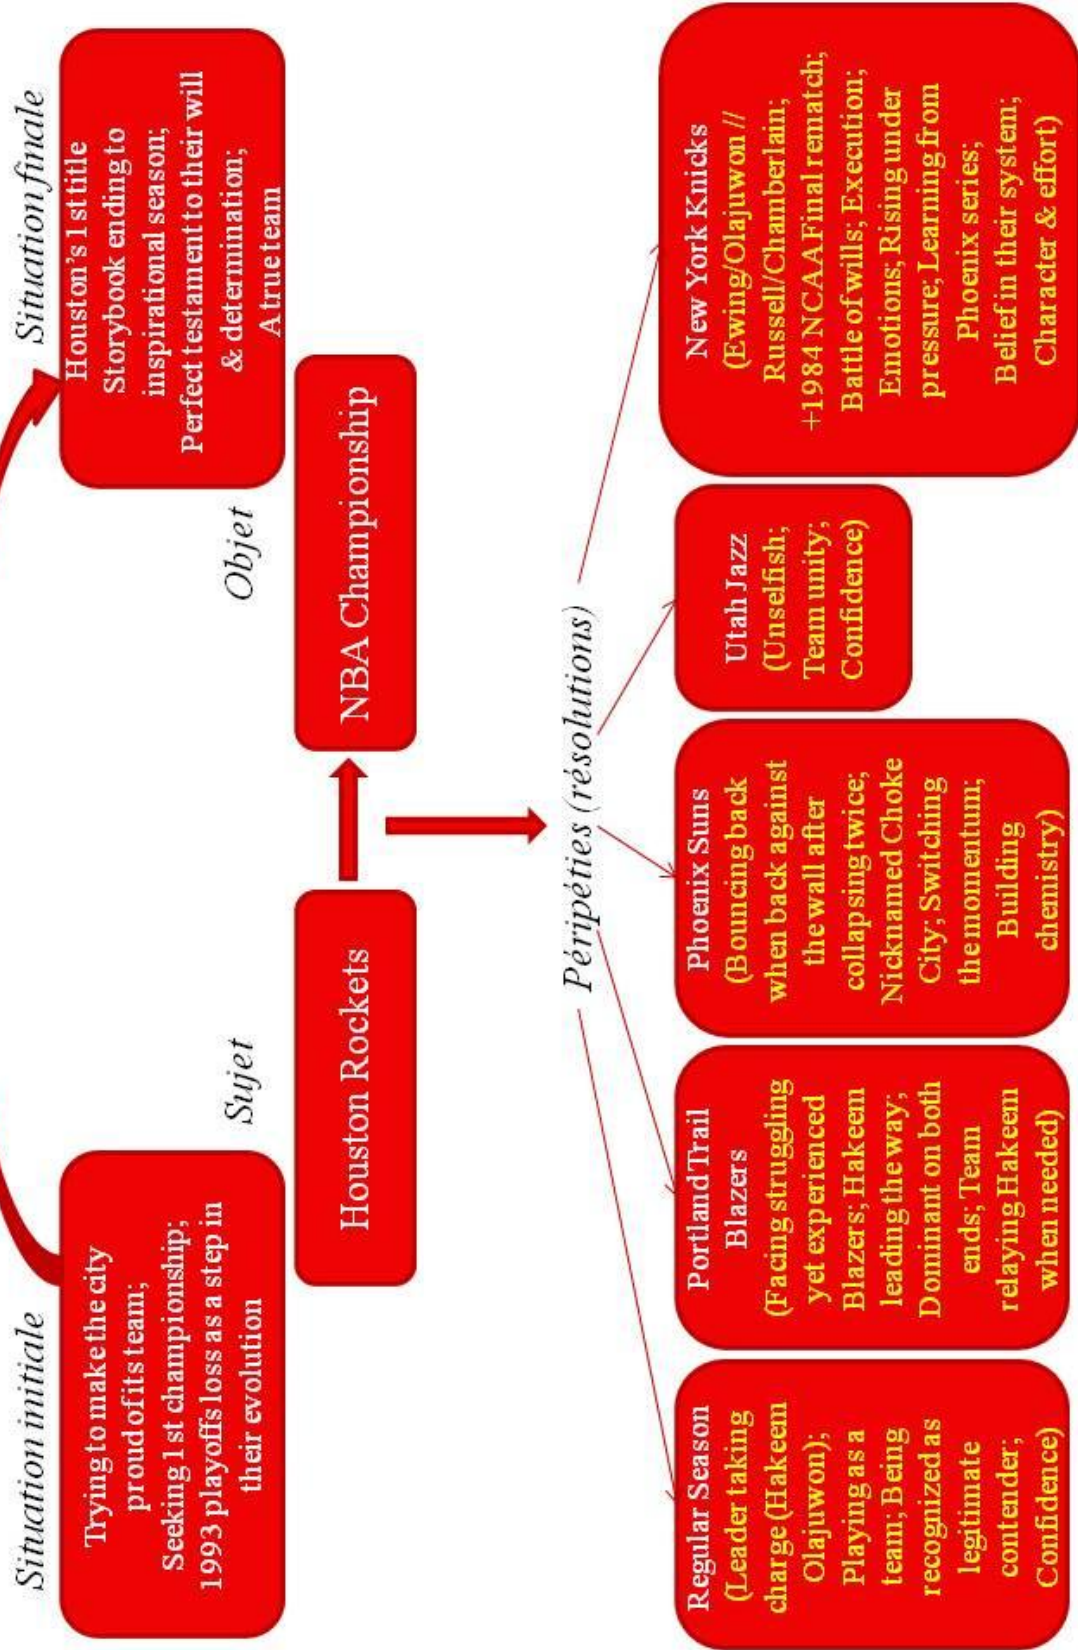 Situation initiale
Situation finale
Trying to make the city
proud of its team;
Seeking 1st championship;
1993 playoffs loss as a step in
their evolution
Houston's 1st title
Storybook ending to
inspirational season;
Perfect testament to their will
& determination;
A true team
Sujet
Objet
Houston Rockets
NBA Championship
Péripéties (résolutions)
Regular Season
(Leader taking
charge (Hakeem
Olajuwon);
Playing as a
team; Being
recognized as
legitimate
contender;
Confidence)
Portland Trail
Blazers
(Facing struggling
yet experienced
Blazers; Hakeem
leading the way;
Dominant on both
ends; Team
relaying Hakeem
when needed)
Phoenix Suns
(Bouncing back
when back against
the wall after
collapsing twice;
Nicknamed Choke
City; Switching
the momentum;
Building
chemistry)
Utah Jazz
(Unselfish;
Team unity;
Confidence)
New York Knicks
(Ewing/Olajuwon //
Russell/Chamberlain;
+1984 NCAA Final rematch;
Battle of wills; Execution;
Emotions; Rising under
pressure; Learning from
Phoenix series;
Belief in their system;
Character & effort)